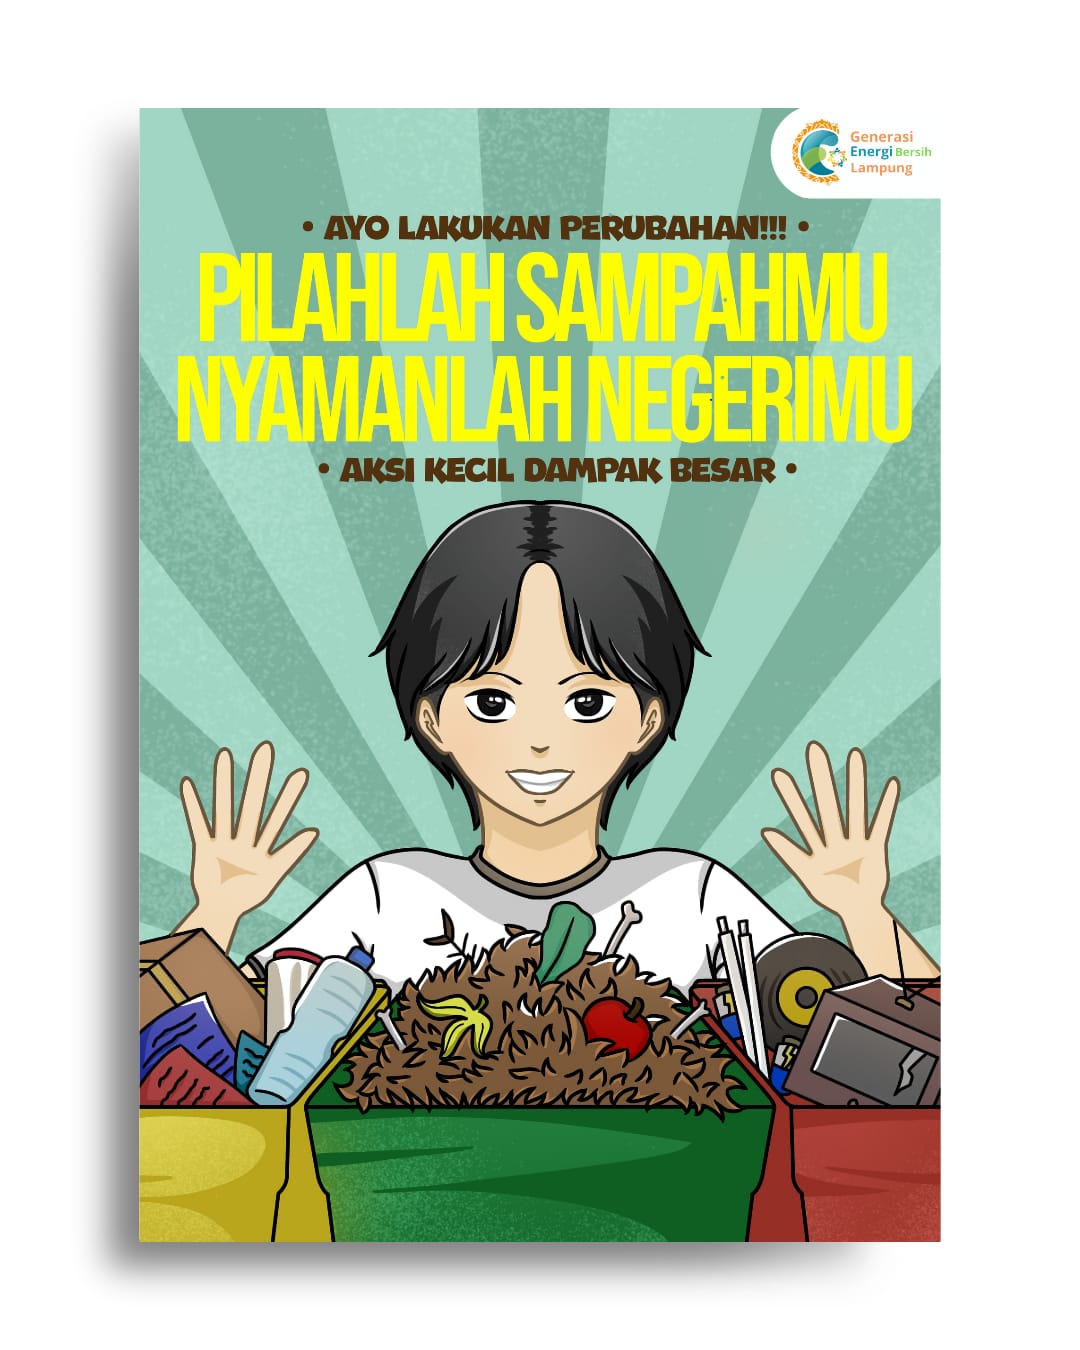 Generasi
Energi Bersih
Lampung
• AYO LAKUKAN PERUBAHAN!!! •
PILAHLAH SAMPAHMU
NYAMANLAH NEGERIMU
• AKSI KECIL DAMPAK BESAR •